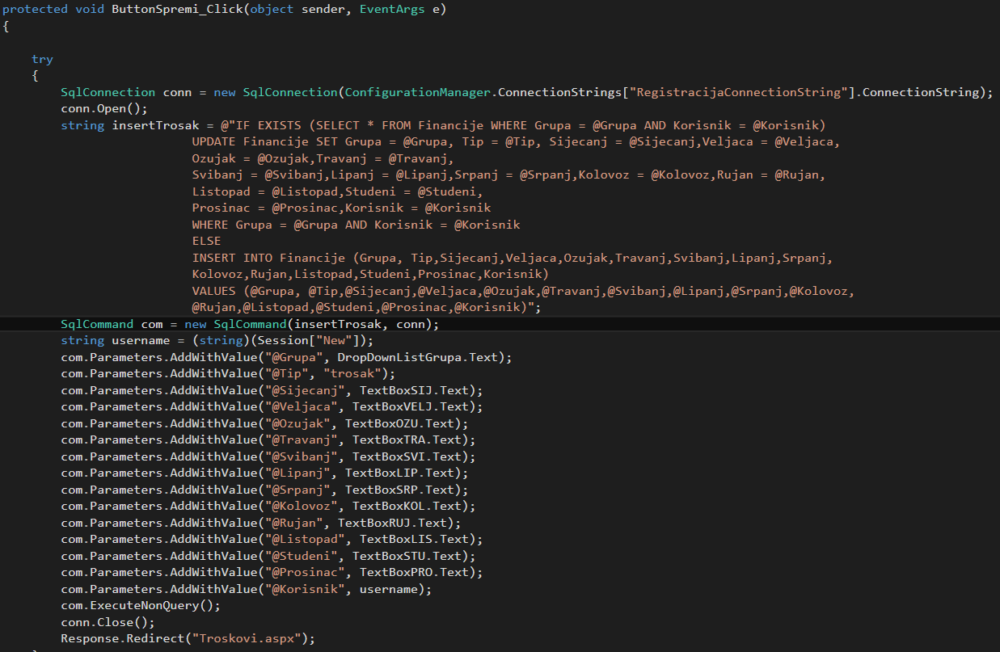 protected void ButtonSpremi_Click(object sender, EventArgs e)
{
try
{
SqlConnection conn = new SqlConnection(ConfigurationManager.ConnectionStrings["RegistracijaConnectionString"].ConnectionString);
conn.Open();
string insertTrosak = @"IF EXISTS (SELECT * FROM Financije WHERE Grupa = @Grupa AND Korisnik = @Korisnik)
UPDATE Financije SET Grupa = @Grupa, Tip = @Tip, Sijecanj = @Sijecanj,Veljaca = @Veljaca,
Ozujak = @Ozujak,Travanj = @Travanj,
Svibanj = @Svibanj,Lipanj = @Lipanj,Srpanj = @Srpanj,Kolovoz = @Kolovoz,Rujan = @Rujan,
Listopad = @Listopad,Studeni = @Studeni,
Prosinac = @Prosinac,Korisnik = @Korisnik
WHERE Grupa = @Grupa AND Korisnik = @Korisnik
ELSE
INSERT INTO Financije (Grupa, Tip,Sijecanj,Veljaca,Ozujak,Travanj,Svibanj,Lipanj,Srpanj,
Kolovoz,Rujan,Listopad,Studeni,Prosinac,Korisnik)
VALUES (@Grupa, @Tip,@Sijecanj,@Veljaca,@Ozujak,@Travanj,@Svibanj,@Lipanj,@Srpanj,@Kolovoz,
@Rujan,@Listopad,@Studeni,@Prosinac,@Korisnik)";
SqlCommand com = new SqlCommand(insertTrosak, conn);
string username = (string)(Session["New"]);
com.Parameters.AddWithValue("@Grupa", DropDownListGrupa.Text);
com.Parameters.AddWithValue("@Tip", "trosak");
com.Parameters.AddWithValue("@Sijecanj", TextBoxSIJ.Text);
com.Parameters.AddWithValue("@Veljaca", TextBoxVELJ.Text);
com.Parameters.AddWithValue("@Ozujak", TextBoxOZU.Text);
com.Parameters.AddWithValue("@Travanj", TextBoxTRA.Text);
com.Parameters.AddWithValue("@Svibanj", TextBoxSVI.Text);
com.Parameters.AddWithValue("@Lipanj", TextBoxLIP.Text);
com.Parameters.AddWithValue("@Srpanj", TextBoxSRP.Text);
com.Parameters.AddWithValue("@Kolovoz", TextBoxKOL.Text);
com.Parameters.AddWithValue("@Rujan", TextBoxRUJ.Text);
com.Parameters.AddWithValue("@Listopad", TextBoxLIS.Text);
com.Parameters.AddWithValue("@Studeni", TextBoxSTU.Text);
com.Parameters.AddWithValue("@Prosinac", TextBoxPRO.Text);
com.Parameters.AddWithValue("@Korisnik", username);
com.ExecuteNonQuery();
conn.Close();
Response.Redirect("Troskovi.aspx");